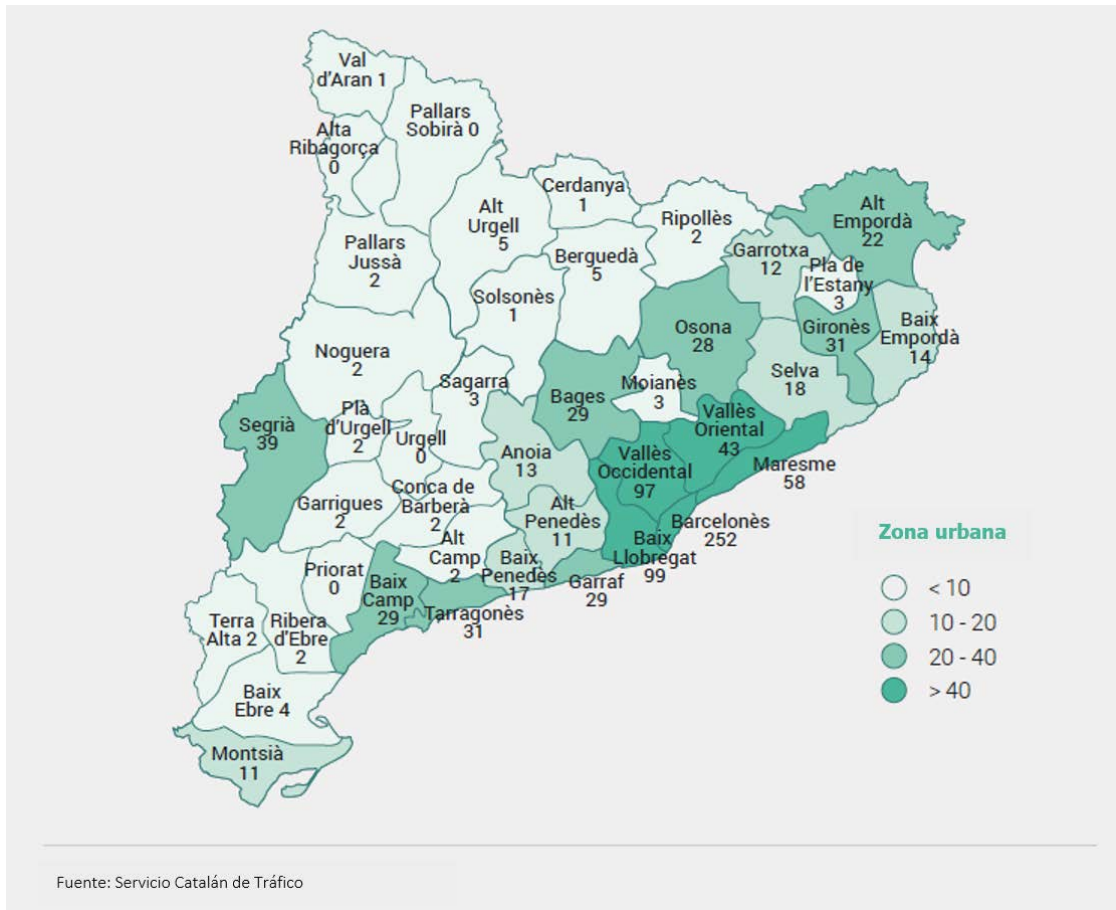 Val
d'Aran 1
Pallars
Sobirà 0
Alta
Ribagorça
0
Cerdanya
1
Alt
Urgell
5
Ripollès
2
Alt
Empordà
22
Garrotxa
12
Pla de
l'Estany
3
Pallars
Jussà
2
Berguedà
5
Solsonès
1
Osona
28
Gironès
31
Baix
Empordà
14
Noguera
2
Sagarra
3
Bages
29
Moianès
3
Selva
18
Segrià
39
Plà
d'Urgell
2
Urgell
0
Anoia
13
Vallès
Oriental
43
Vallès
Occidental
97
Maresme
58
Garrigues
2
Conca de
Barberà
2
Alt
Penedès
11
Barcelonès
252
Baix
Llobregat
99
Alt
Camp
2
Baix
Penedès
17
Garraf
29
Priorat
0
Baix
Camp
29
Tarragonès
31
Terra
Alta 2
Ribera
d'Ebre
2
Baix
Ebre 4
Montsià
11
Zona urbana
< 10
10 - 20
20 - 40
> 40
Fuente: Servicio Catalán de Tráfico